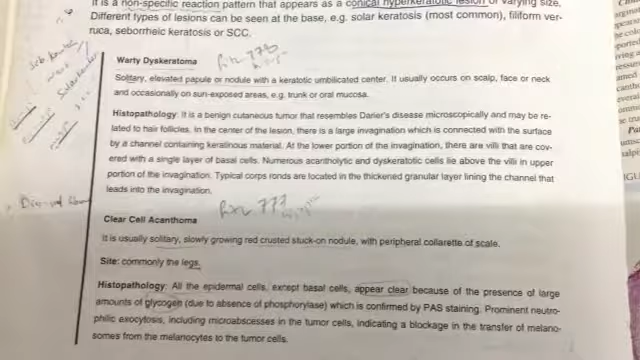 It is a non-specific reaction pattern that appears as a conical hyperkeratotic lesion of varying size.
Different types of lesions can be seen at the base, e.g. solar keratosis (most common), filiform ver-
ruca, seborrheic keratosis or SCC.
Warty Dyskeratoma
Solitary, elevated papule or nodule with a keratotic umbilicated center. It usually occurs on scalp, face or neck
and occasionally on sun-exposed areas, e.g. trunk or oral mucosa.
Histopathology: It is a benign cutaneous tumor that resembles Darier's disease microscopically and may be re-
lated to hair follicles. In the center of the lesion, there is a large invagination which is connected with the surface
by a channel containing keratinous material. At the lower portion of the invagination, there are villi that are cov-
ered with a single layer of basal cells. Numerous acantholytic and dyskeratotic cells lie above the villi in upper
portion of the invagination. Typical corps ronds are located in the thickened granular layer lining the channel that
leads into the invagination.
Clear Cell Acanthoma
It is usually solitary, slowly growing red crusted stuck-on nodule, with peripheral collarette of scale.
Site: commonly the legs.
Histopathology: All the epidermal cells, except basal cells, appear clear because of the presence of large
amounts of glycogen (due to absence of phosphorylase) which is confirmed by PAS staining. Prominent neutro-
philic exocytosis, including microabscesses in the tumor cells, indicating a blockage in the transfer of melano-
somes from the melanocytes to the tumor cells.